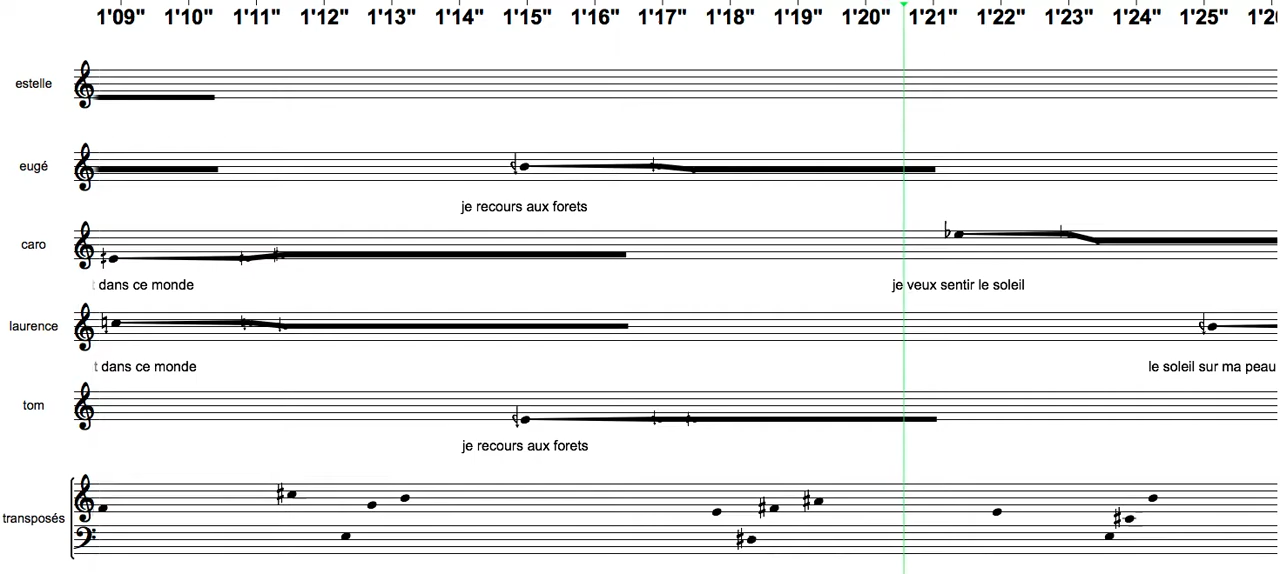 1'09" 1'10" 1'11" 1'12" 1'13" 1'14" 1'15" 1'16" 1'17" 1'18" 1'19" 1'20" 1'21" 1'22" 1'23" 1'24" 1'25" 1'2
estelle
eugé
je recours aux forets
caro
t dans ce monde je veux sentir le soleil
laurence
t dans ce monde le soleil sur ma peau
tom
je recours aux forets
transposés